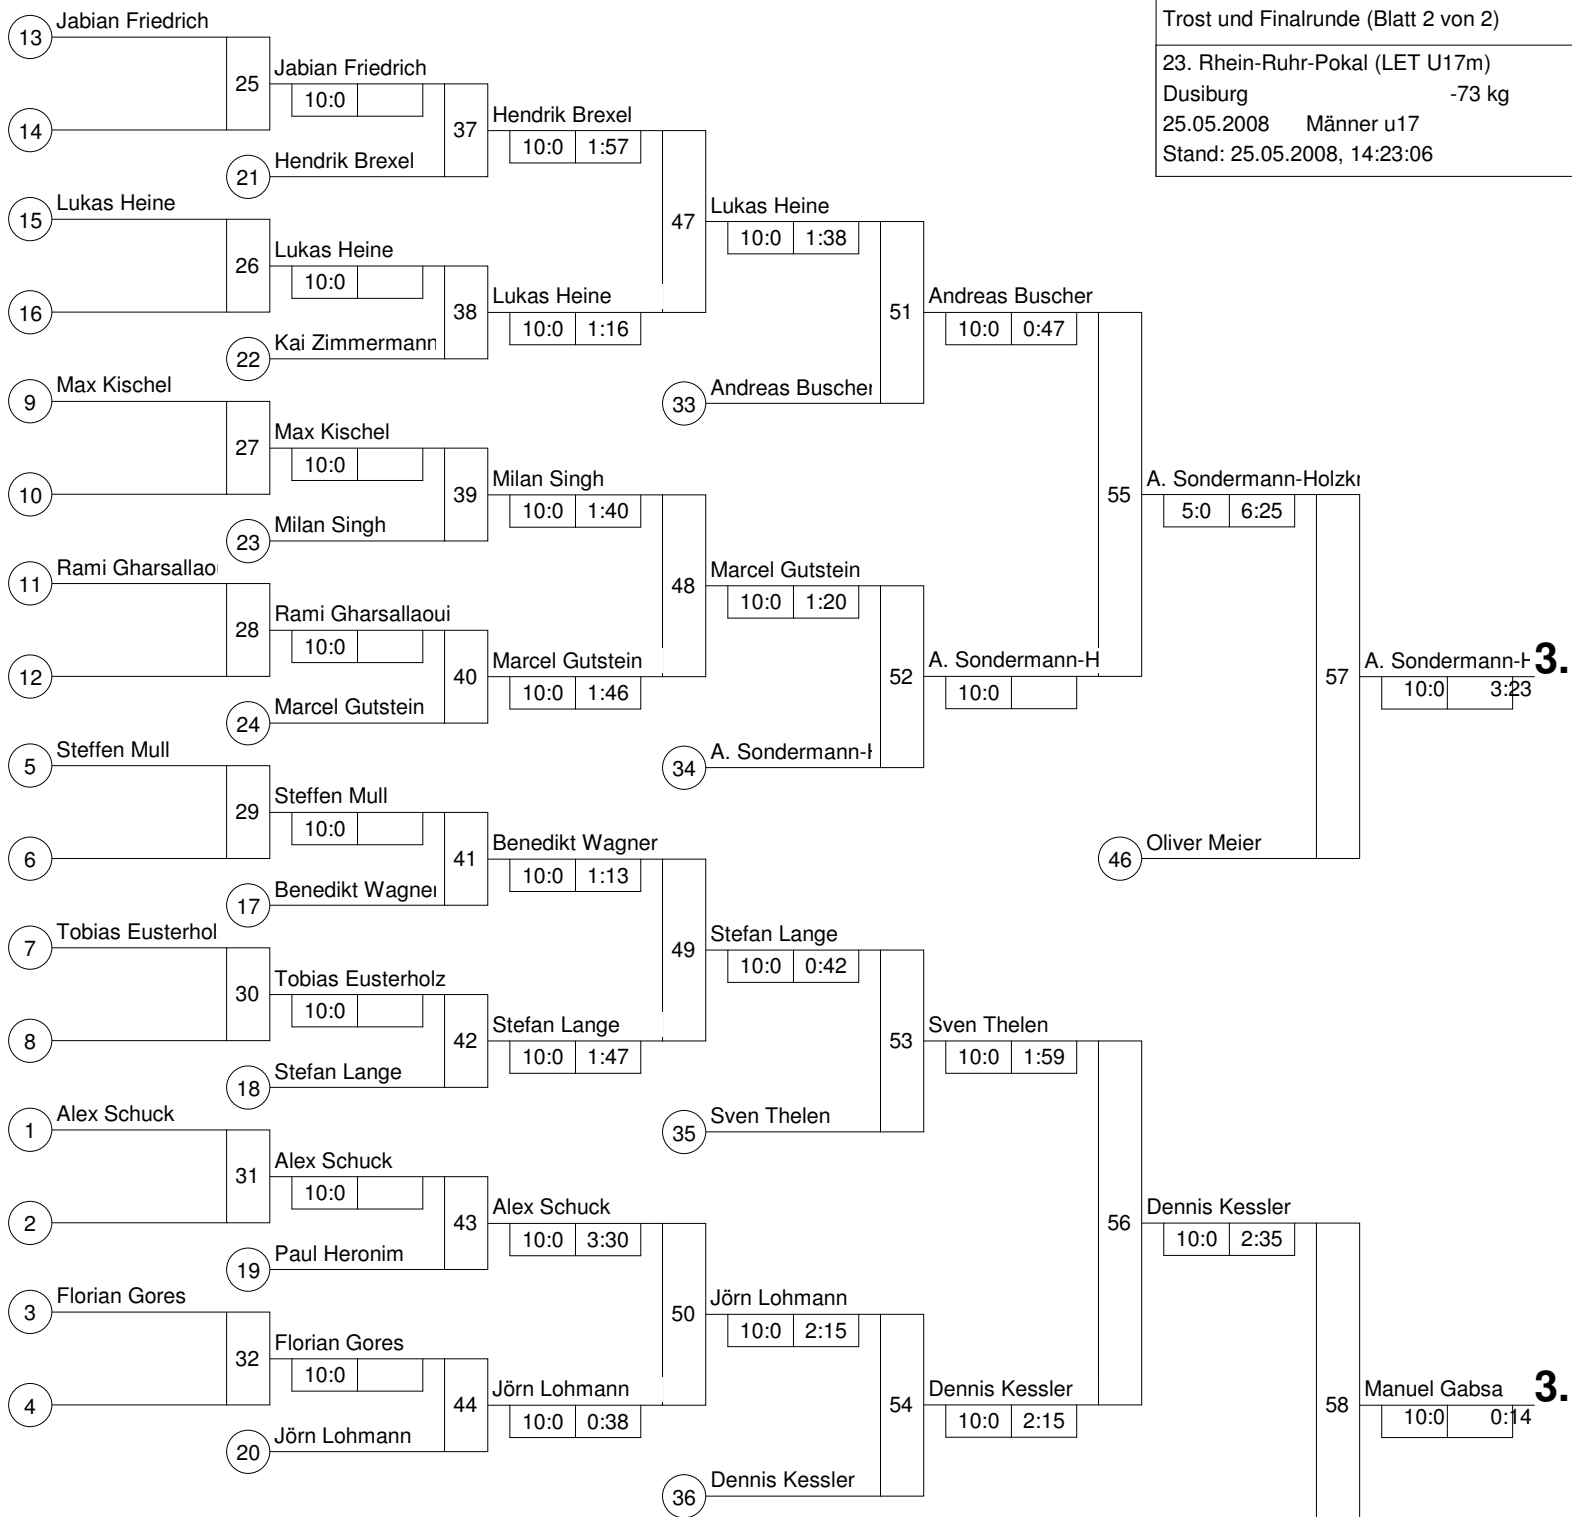 Trost und Finalrunde (Blatt 2 von 2)
23. Rhein-Ruhr-Pokal (LET U17m)
Dusiburg -73 kg
25.05.2008 Männer u17
Stand: 25.05.2008, 14:23:06
13 Jabian Friedrich
14
25
15 Lukas Heine
16
26
9 Max Kischel
10
27
11 Rami Gharsallao
12
28
5 Steffen Mull
6
29
7 Tobias Eusterhol
8
30
1 Alex Schuck
2
31
3 Florian Gores
4
32
Jabian Friedrich
10:0
21 Hendrik Brexel
37
Lukas Heine
10:0
22 Kai Zimmermann
38
Max Kischel
10:0
23 Milan Singh
39
Rami Gharsallaoui
10:0
24 Marcel Gutstein
40
Steffen Mull
10:0
17 Benedikt Wagner
41
Tobias Eusterholz
10:0
18 Stefan Lange
42
Alex Schuck
10:0
19 Paul Heronim
43
Florian Gores
10:0
20 Jörn Lohmann
44
Hendrik Brexel
10:0 1:57
47
Lukas Heine
10:0 1:16
Milan Singh
10:0 1:40
48
Marcel Gutstein
10:0 1:46
Benedikt Wagner
10:0 1:13
49
Stefan Lange
10:0 1:47
Alex Schuck
10:0 3:30
50
Jörn Lohmann
10:0 0:38
Lukas Heine
10:0 1:38
51
33 Andreas Buscher
Marcel Gutstein
10:0 1:20
52
34 A. Sondermann-H
Stefan Lange
10:0 0:42
53
35 Sven Thelen
Jörn Lohmann
10:0 2:15
54
36 Dennis Kessler
Andreas Buscher
10:0 0:47
55
A. Sondermann-H
10:0
Sven Thelen
10:0 1:59
56
Dennis Kessler
10:0 2:15
A. Sondermann-Holzkr
5:0 6:25
57
46 Oliver Meier
Dennis Kessler
10:0 2:35
58
A. Sondermann-H 3.
10:0 3:23
Manuel Gabsa 3.
10:0 0:14